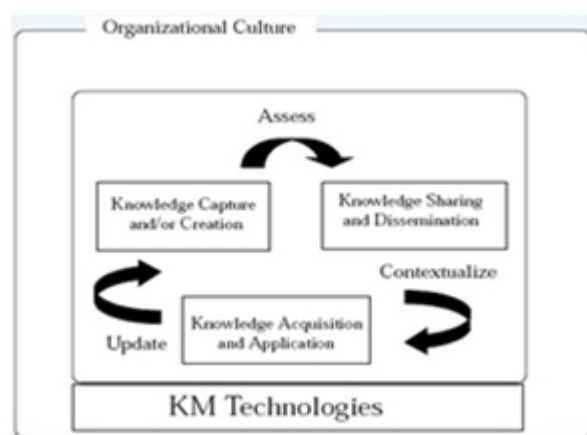 Organizational Culture
Assess
Knowledge Capture
and/or Creation
Knowledge Sharing
and Dissemination
Contextualize
Knowledge Acquisition
and Application
Update
KM Technologies